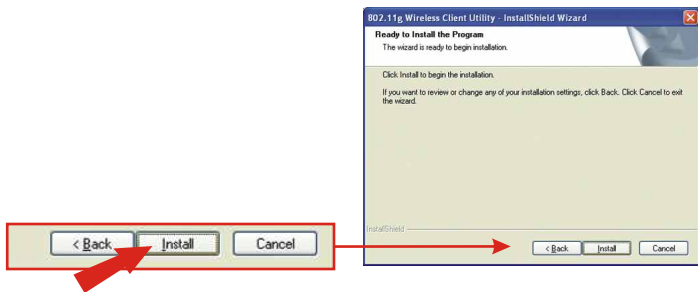 802.11g Wireless Client Utility - InstallShield Wizard
Ready to Install the Program
The wizard is ready to begin installation.
Click Install to begin the installation.
If you want to review or change any of your installation settings, click Back. Click Cancel to exit
the wizard.
InstallShield
< Back Install Cancel
< Back Install Cancel